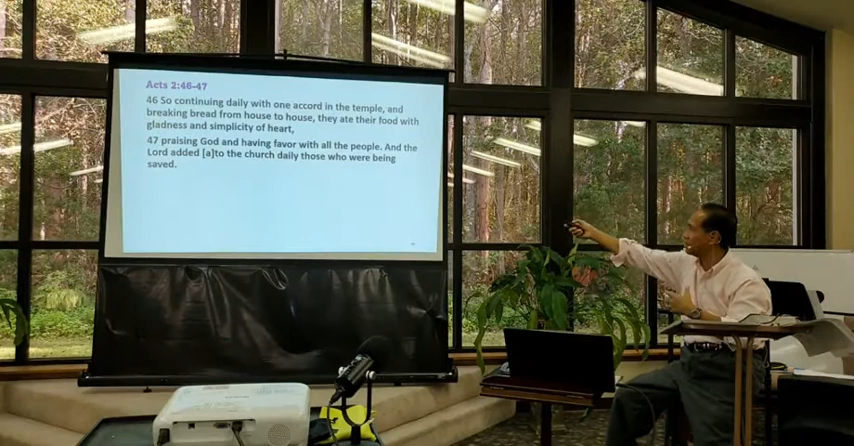 Acts 2:46-47
46 So continuing daily with one accord in the temple, and
breaking bread from house to house, they ate their food with
gladness and simplicity of heart,
47 praising God and having favor with all the people. And the
Lord added [a]to the church daily those who were being
saved.